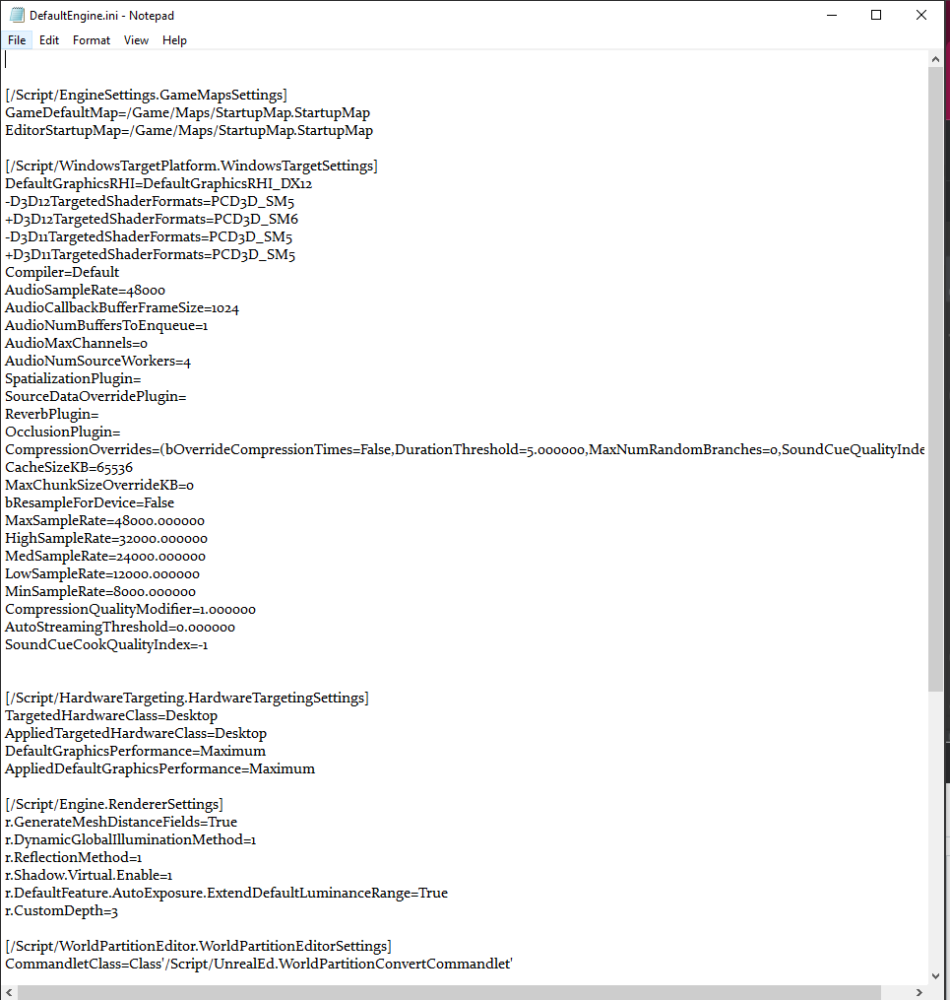 DefaultEngine.ini - Notepad
File Edit Format View Help
[/Script/EngineSettings.GameMapsSettings]
GameDefaultMap=/Game/Maps/StartupMap.StartupMap
EditorStartupMap=/Game/Maps/StartupMap.StartupMap
[/Script/WindowsTargetPlatform.WindowsTargetSettings]
DefaultGraphicsRHI=DefaultGraphicsRHI_DX12
-D3D12TargetedShaderFormats=PCD3D_SM5
+D3D12TargetedShaderFormats=PCD3D_SM6
-D3D11TargetedShaderFormats=PCD3D_SM5
+D3D11TargetedShaderFormats=PCD3D_SM5
Compiler=Default
AudioSampleRate=48000
AudioCallbackBufferFrameSize=1024
AudioNumBuffersToEnqueue=1
AudioMaxChannels=0
AudioNumSourceWorkers=4
SpatializationPlugin=
SourceDataOverridePlugin=
ReverbPlugin=
OcclusionPlugin=
CompressionOverrides=(bOverrideCompressionTimes=False,DurationThreshold=5.000000,MaxNumRandomBranches=0,SoundCueQualityInde
CacheSizeKB=65536
MaxChunkSizeOverrideKB=0
bResampleForDevice=False
MaxSampleRate=48000.000000
HighSampleRate=32000.000000
MedSampleRate=24000.000000
LowSampleRate=12000.000000
MinSampleRate=8000.000000
CompressionQualityModifier=1.000000
AutoStreamingThreshold=0.000000
SoundCueCookQualityIndex=-1
[/Script/HardwareTargeting.HardwareTargetingSettings]
TargetedHardwareClass=Desktop
AppliedTargetedHardwareClass=Desktop
DefaultGraphicsPerformance=Maximum
AppliedDefaultGraphicsPerformance=Maximum
[/Script/Engine.RendererSettings]
r.GenerateMeshDistanceFields=True
r.DynamicGlobalIlluminationMethod=1
r.ReflectionMethod=1
r.Shadow.Virtual.Enable=1
r.DefaultFeature.AutoExposure.ExtendDefaultLuminanceRange=True
r.CustomDepth=3
[/Script/WorldPartitionEditor.WorldPartitionEditorSettings]
CommandletClass=Class'/Script/UnrealEd.WorldPartitionConvertCommandlet'